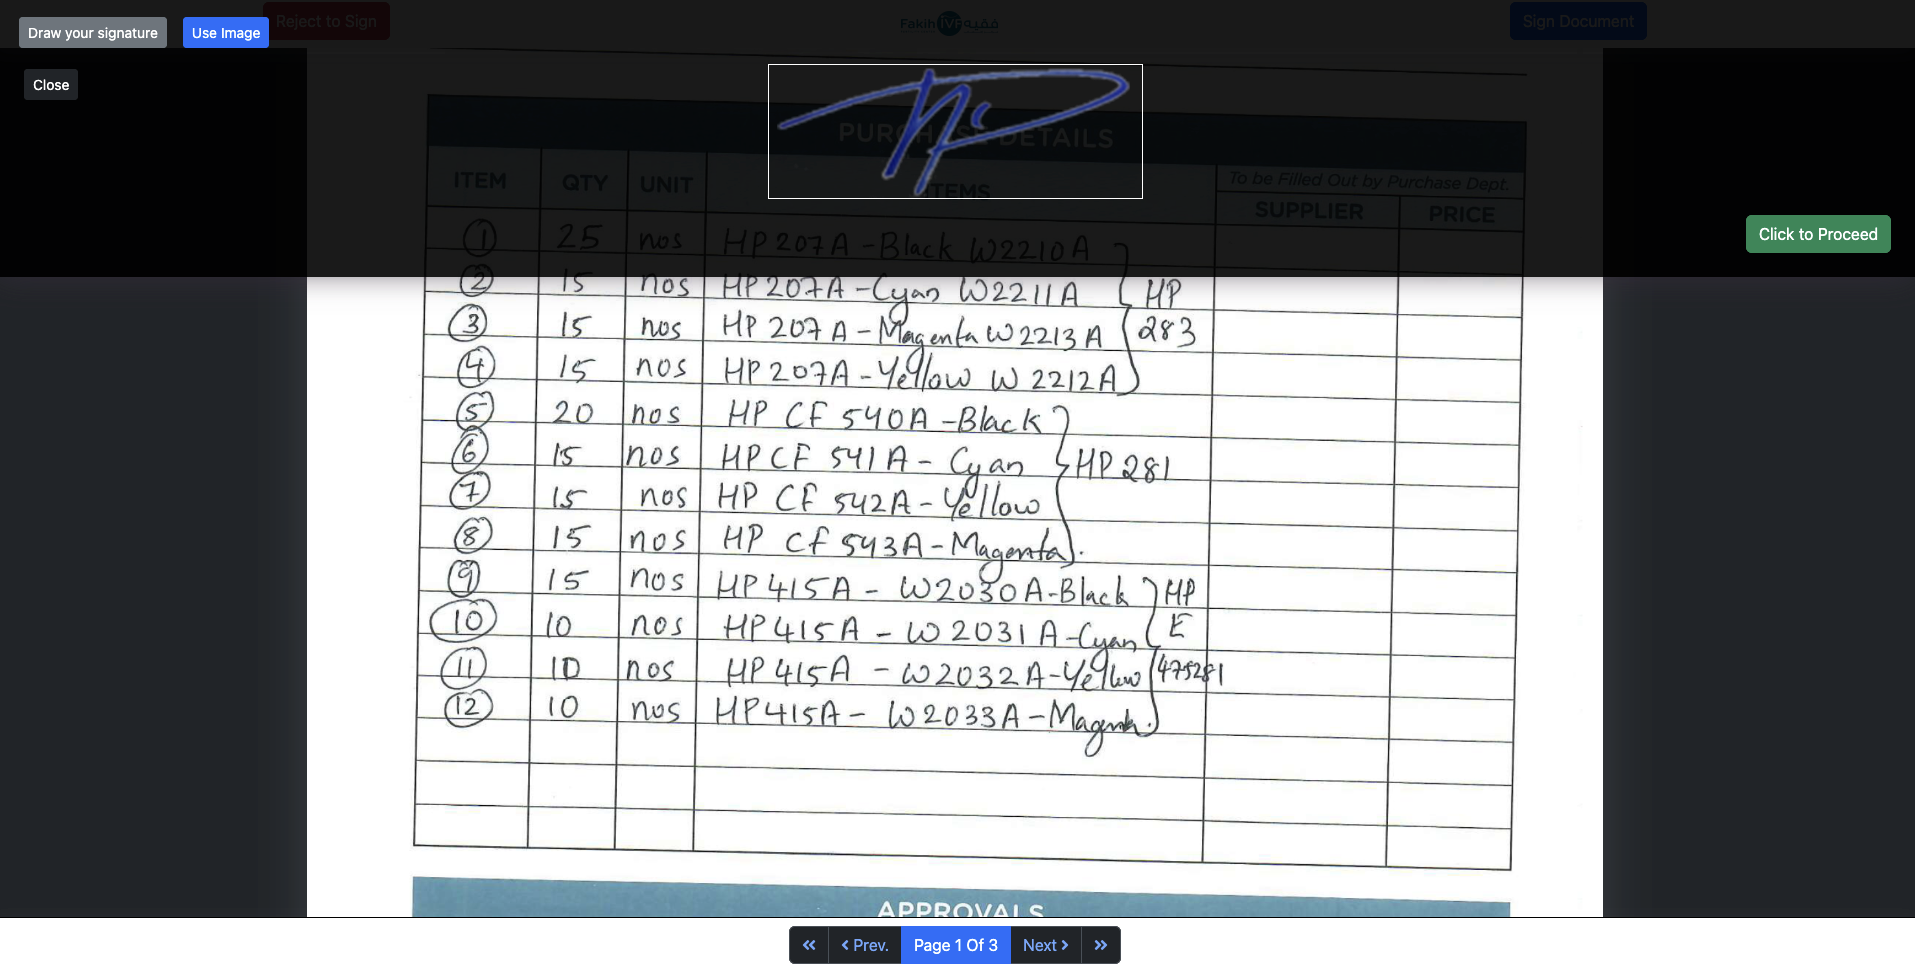 Reject to Sign
Fakih IVF فقيه
Sign Document
Draw your signature
Use Image
Close
PURCHASE DETAILS
ITEM QTY UNIT ITEMS To be Filled Out by Purchase Dept.
SUPPLIER PRICE
Click to Proceed
1 25 nos HP 207A - Black W2210A
2 15 nos HP 207A - Cyan W2211A HP
3 15 nos HP 207A - Magenta W2213A 283
4 15 nos HP 207A - Yellow W2212A
5 20 nos HP CF 540A - Black
6 15 nos HP CF 541A - Cyan HP 281
7 15 nos HP CF 542A - Yellow
8 15 nos HP CF 543A - Magenta.
9 15 nos HP 415A - W2030A - Black HP
10 10 nos HP 415A - W2031A - Cyan E
11 10 nos HP 415A - W2032A - Yellow
12 10 nos HP 415A - W2033A - Magenta.
APPROVALS
Prev.
Page 1 Of 3
Next